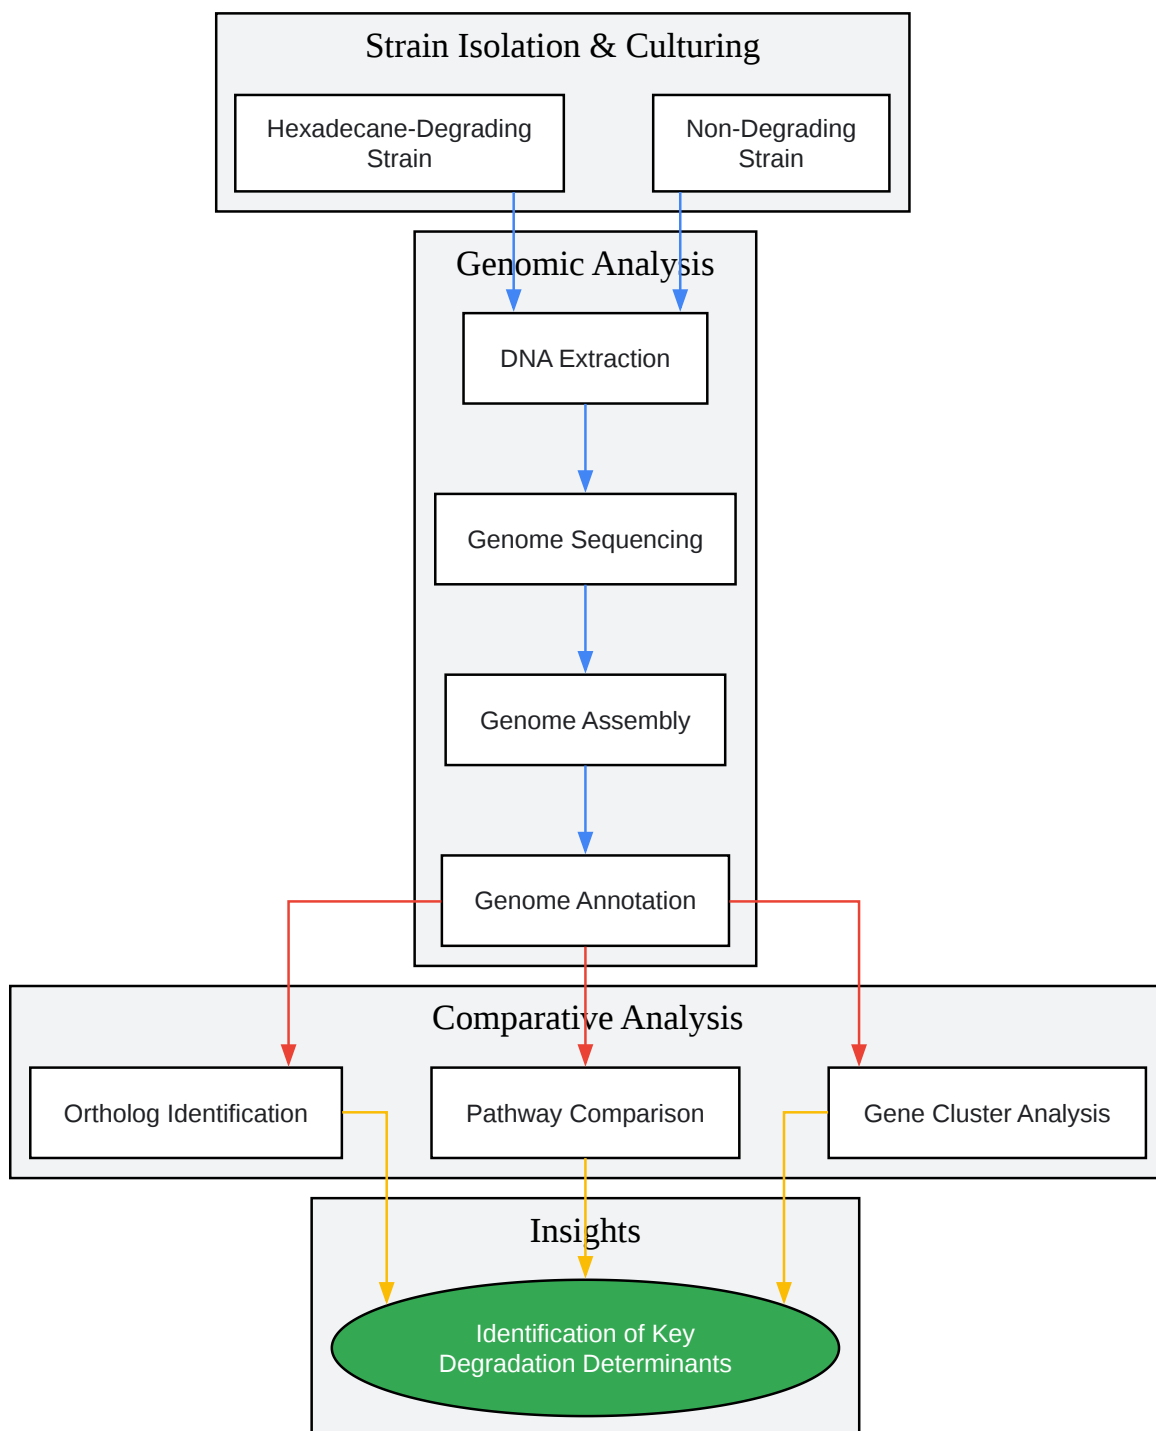 Strain Isolation & Culturing
Hexadecane-Degrading
Strain
Non-Degrading
Strain
Genomic Analysis
DNA Extraction
Genome Sequencing
Genome Assembly
Genome Annotation
Comparative Analysis
Ortholog Identification
Pathway Comparison
Gene Cluster Analysis
Insights
Identification of Key
Degradation Determinants